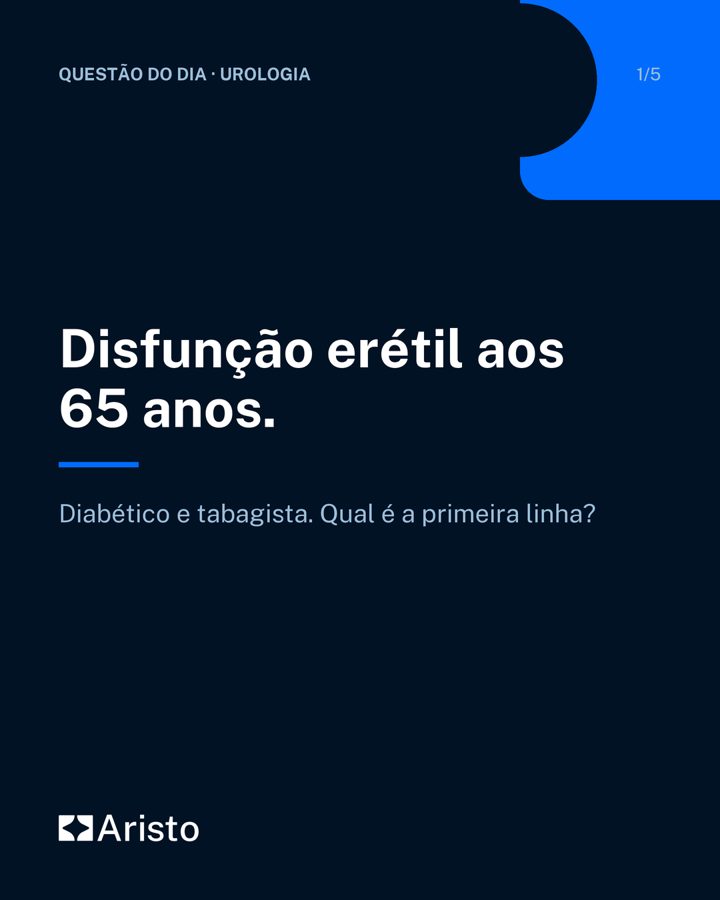 QUESTÃO DO DIA · UROLOGIA
1/5
Disfunção erétil aos
65 anos.
Diabético e tabagista. Qual é a primeira linha?
Aristo